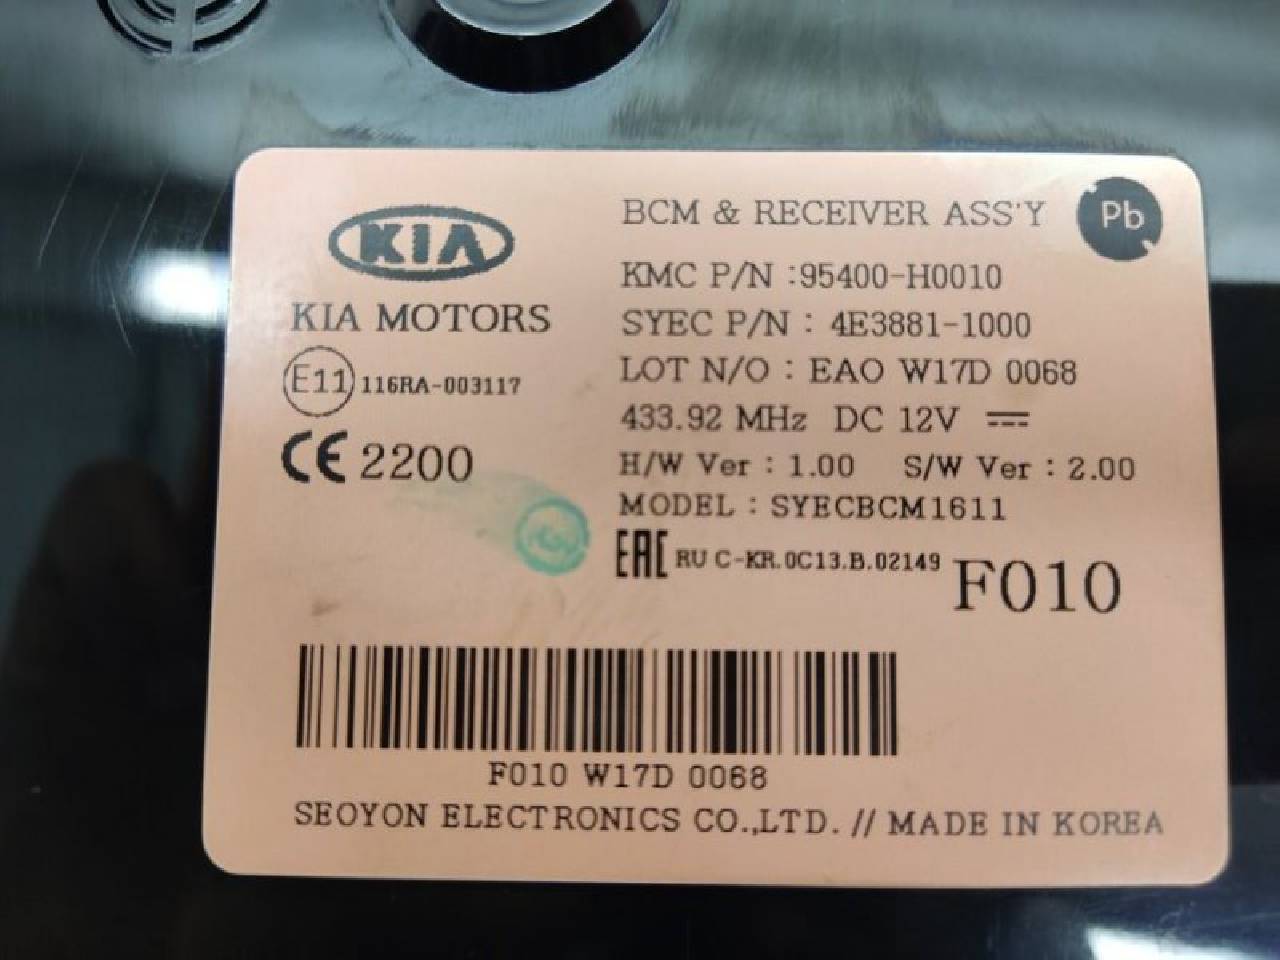 KIA
KIA MOTORS
E11 116RA-003117
CE 2200
BCM & RECEIVER ASS'Y
Pb
KMC P/N :95400-H0010
SYEC P/N : 4E3881-1000
LOT N/O : EAO W17D 0068
433.92 MHz DC 12V
H/W Ver : 1.00 S/W Ver : 2.00
MODEL : SYECBCM1611
EAC RU C-KR.0C13.B.02149
F010
F010 W17D 0068
SEOYON ELECTRONICS CO.,LTD. // MADE IN KOREA